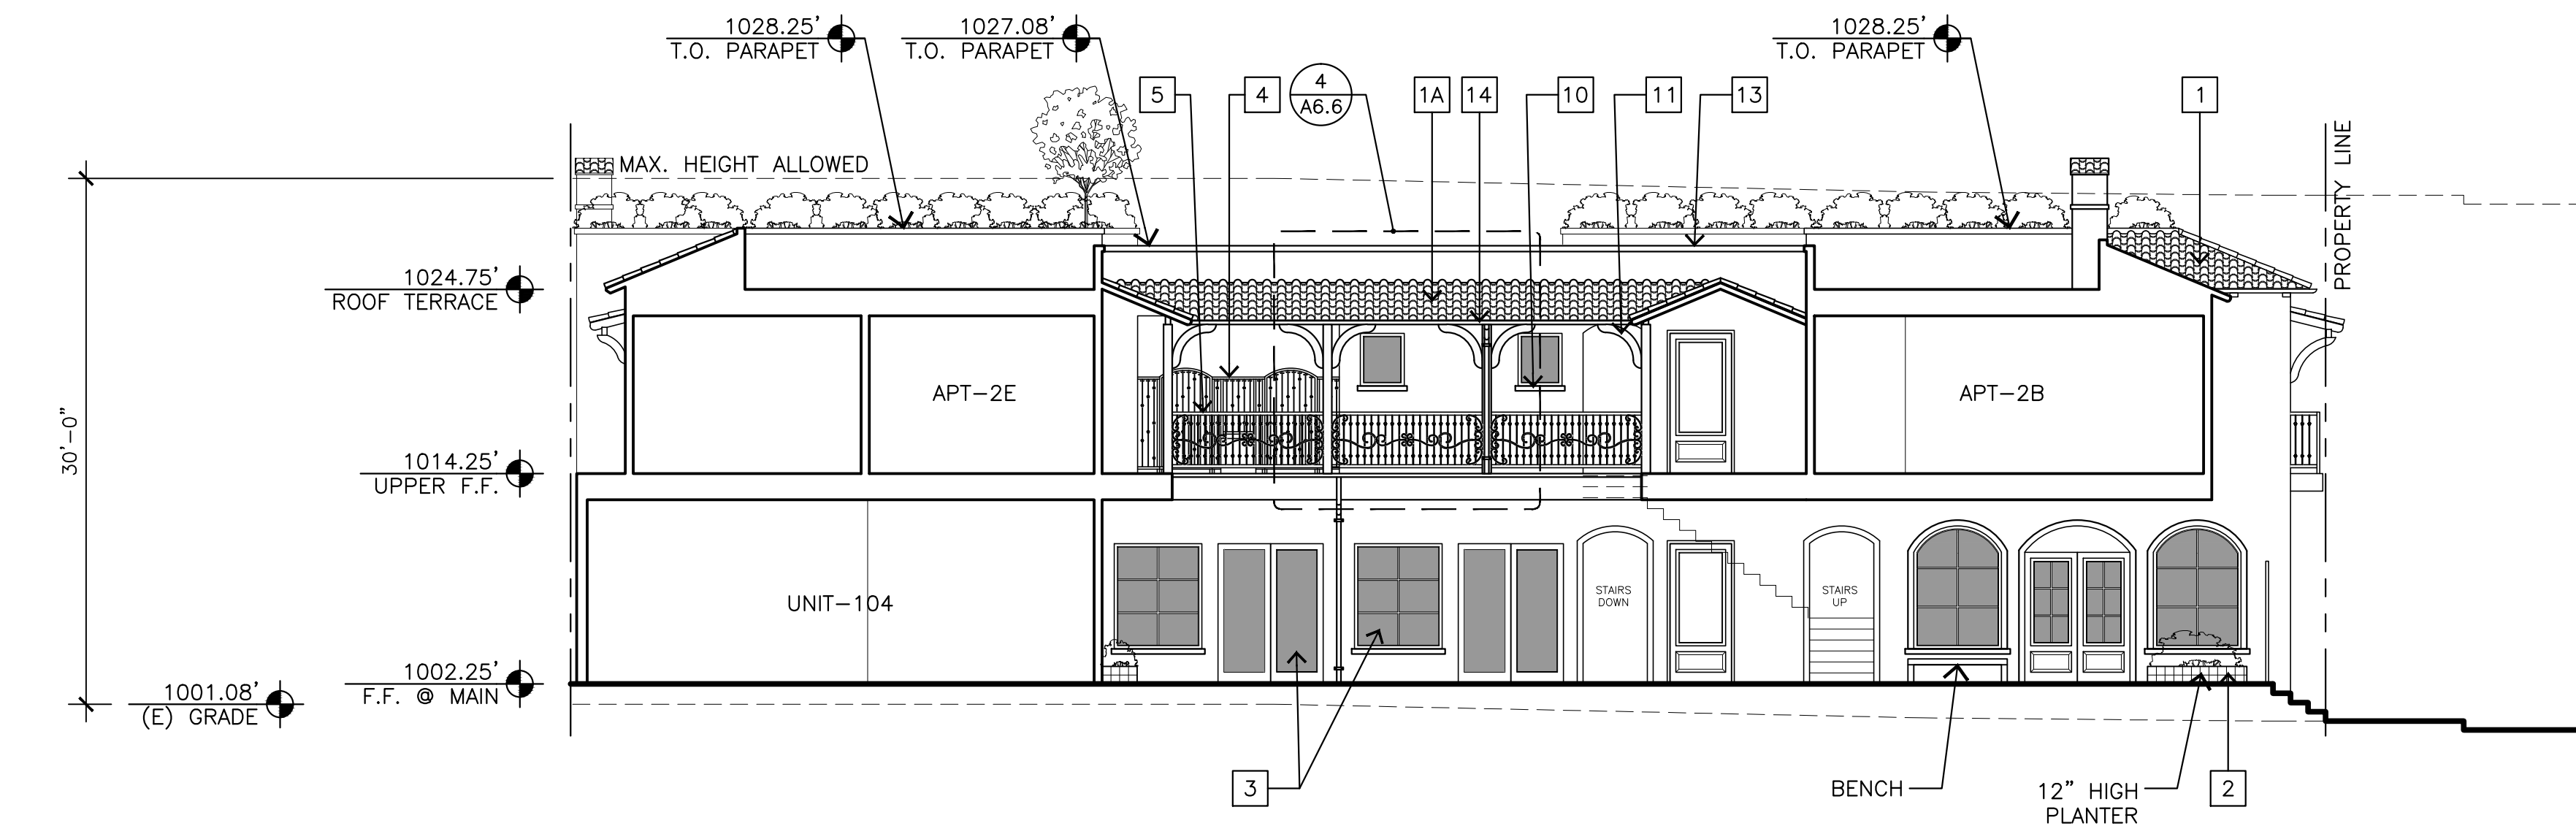 1028.25'
T.O. PARAPET
1027.08'
T.O. PARAPET
1028.25'
T.O. PARAPET
5
4
4
A6.6
1A
14
10
11
13
1
MAX. HEIGHT ALLOWED
PROPERTY LINE
1024.75'
ROOF TERRACE
APT-2E
APT-2B
30'-0"
1014.25'
UPPER F.F.
UNIT-104
STAIRS
DOWN
STAIRS
UP
1002.25'
F.F. @ MAIN
1001.08'
(E) GRADE
3
BENCH
12" HIGH
PLANTER
2